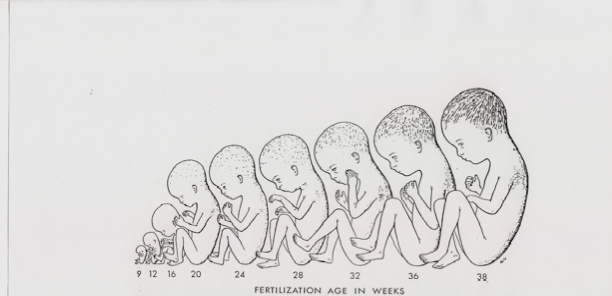 9 12 16 20 24 28 32 36 38
FERTILIZATION AGE IN WEEKS